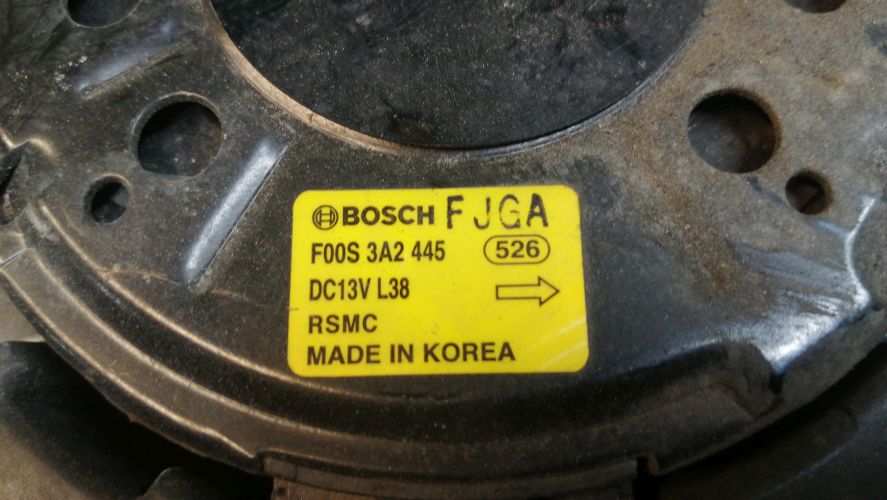 BOSCH FJGA
F00S 3A2 445 526
DC13V L38
RSMC
MADE IN KOREA